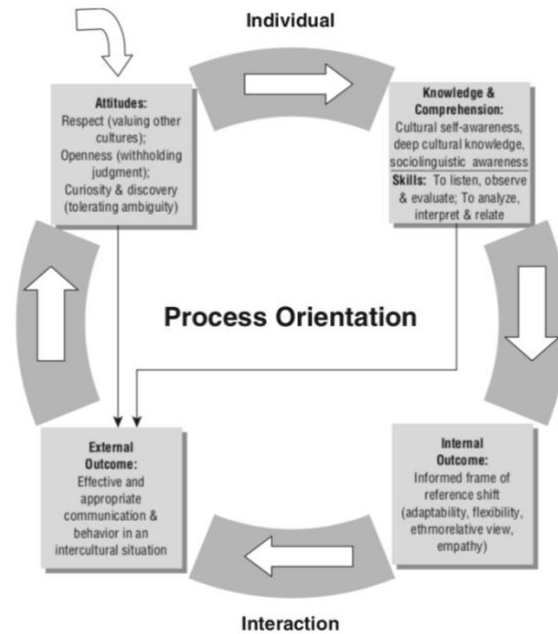 Individual
Attitudes:
Respect (valuing other
cultures);
Openness (withholding
judgment);
Curiosity & discovery
(tolerating ambiguity)
Knowledge &
Comprehension:
Cultural self-awareness,
deep cultural knowledge,
sociolinguistic awareness
Skills: To listen, observe
& evaluate; To analyze,
interpret & relate
Process Orientation
External
Outcome:
Effective and
appropriate
communication &
behavior in an
intercultural situation
Internal
Outcome:
Informed frame of
reference shift
(adaptability, flexibility,
ethmorelative view,
empathy)
Interaction